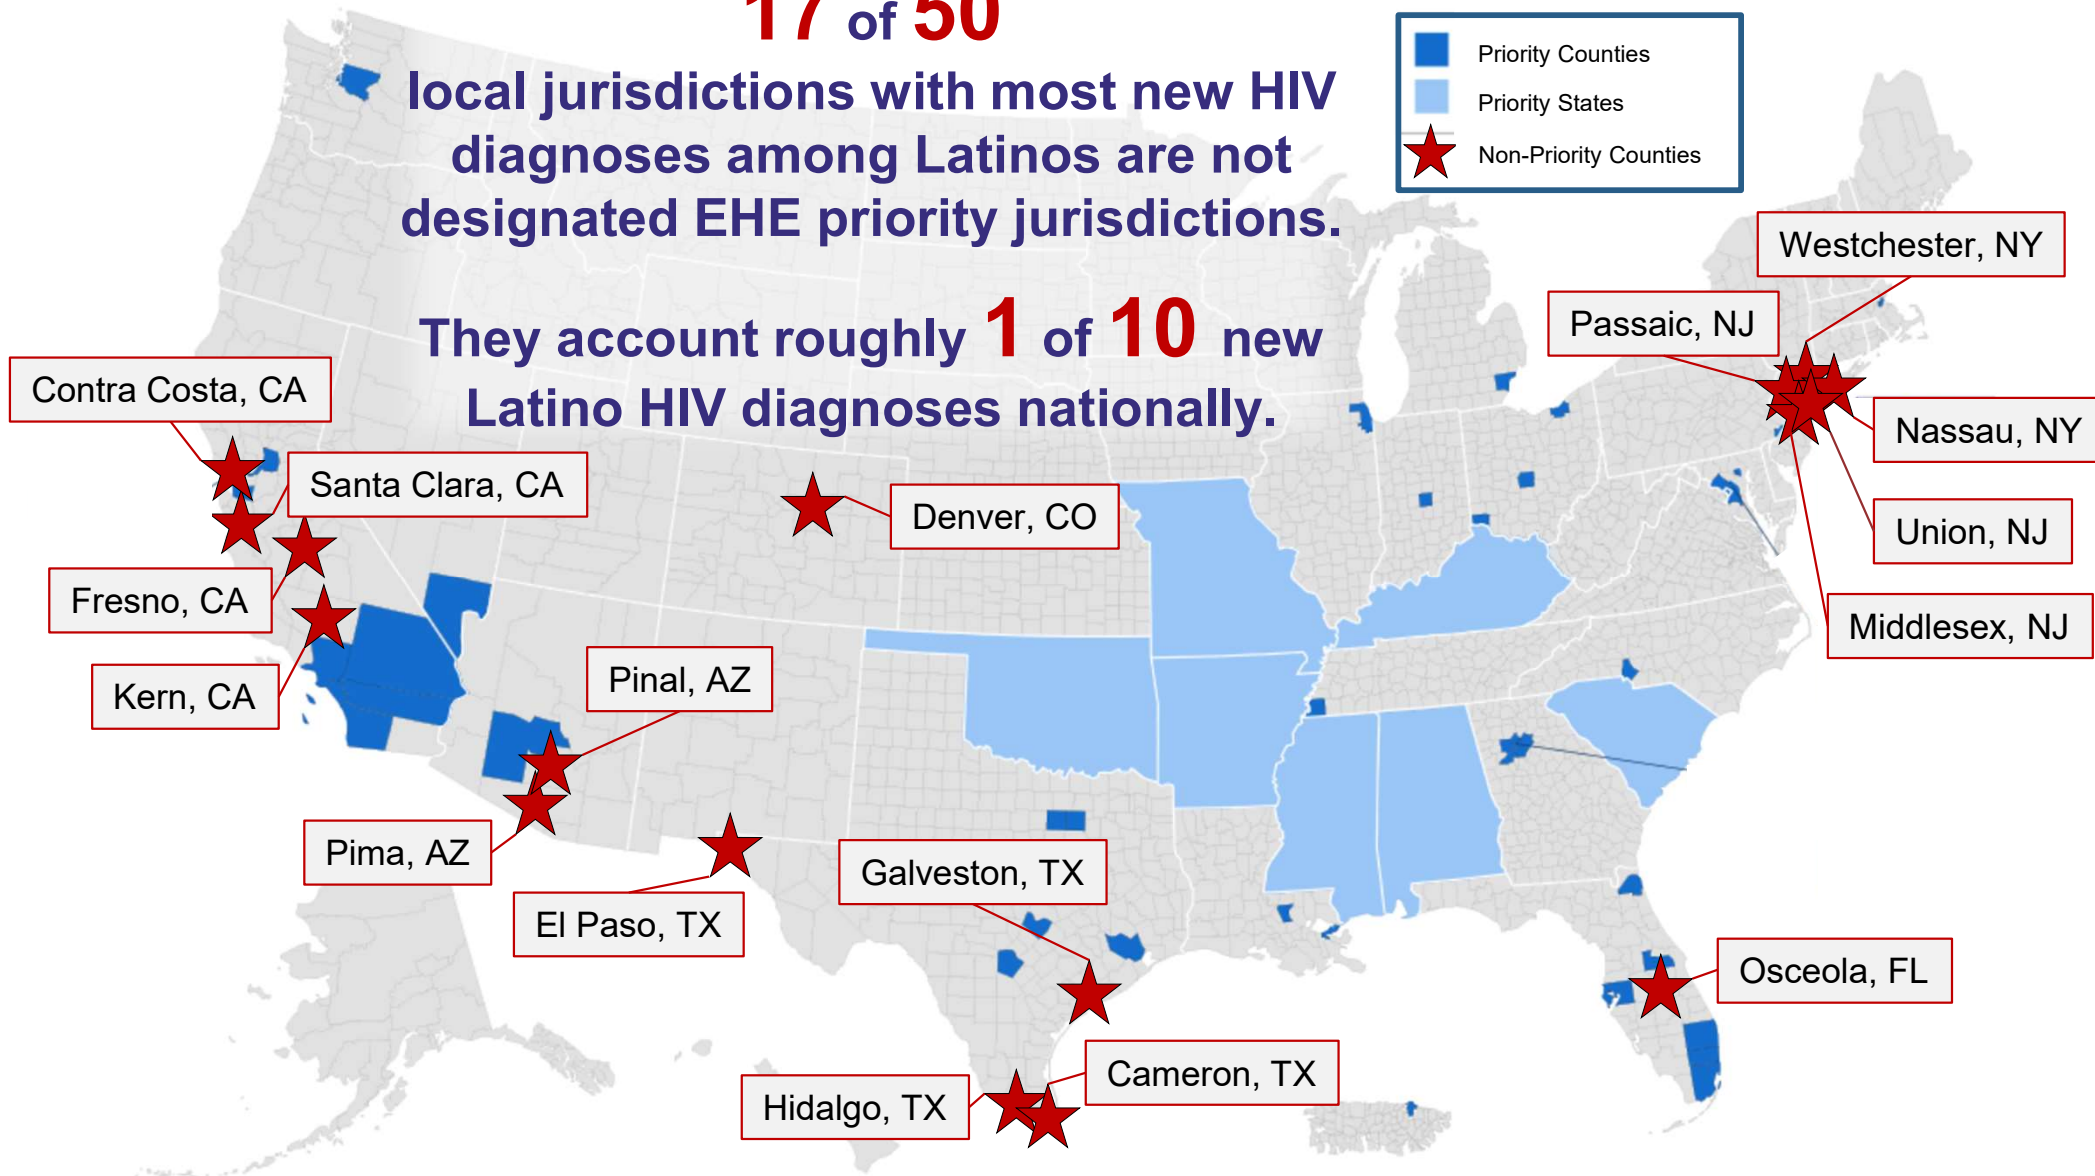 17 of 50
local jurisdictions with most new HIV
diagnoses among Latinos are not
designated EHE priority jurisdictions.
They account roughly 1 of 10 new
Latino HIV diagnoses nationally.
Priority Counties
Priority States
Non-Priority Counties
Westchester, NY
Passaic, NJ
Contra Costa, CA
Nassau, NY
Santa Clara, CA
Denver, CO
Union, NJ
Fresno, CA
Middlesex, NJ
Pinal, AZ
Kern, CA
Pima, AZ
Galveston, TX
El Paso, TX
Osceola, FL
Cameron, TX
Hidalgo, TX